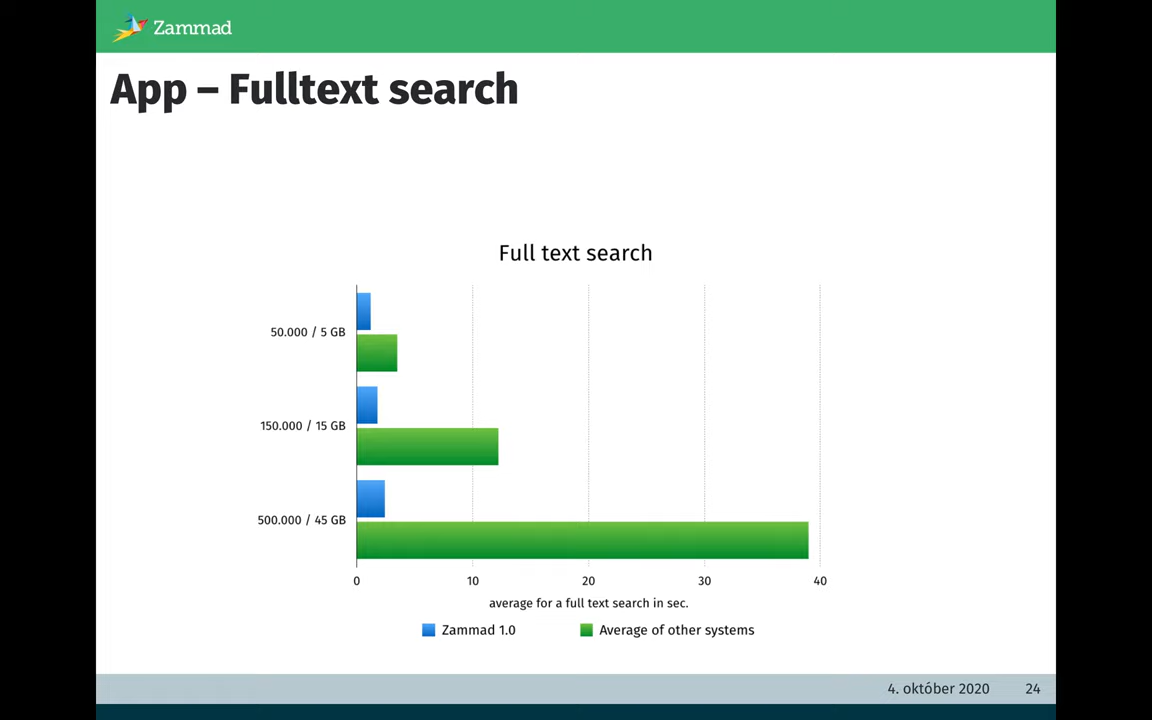 Zammad
App – Fulltext search
Full text search
50.000 / 5 GB
150.000 / 15 GB
500.000 / 45 GB
0 10 20 30 40
average for a full text search in sec.
Zammad 1.0 Average of other systems
4. október 2020 24